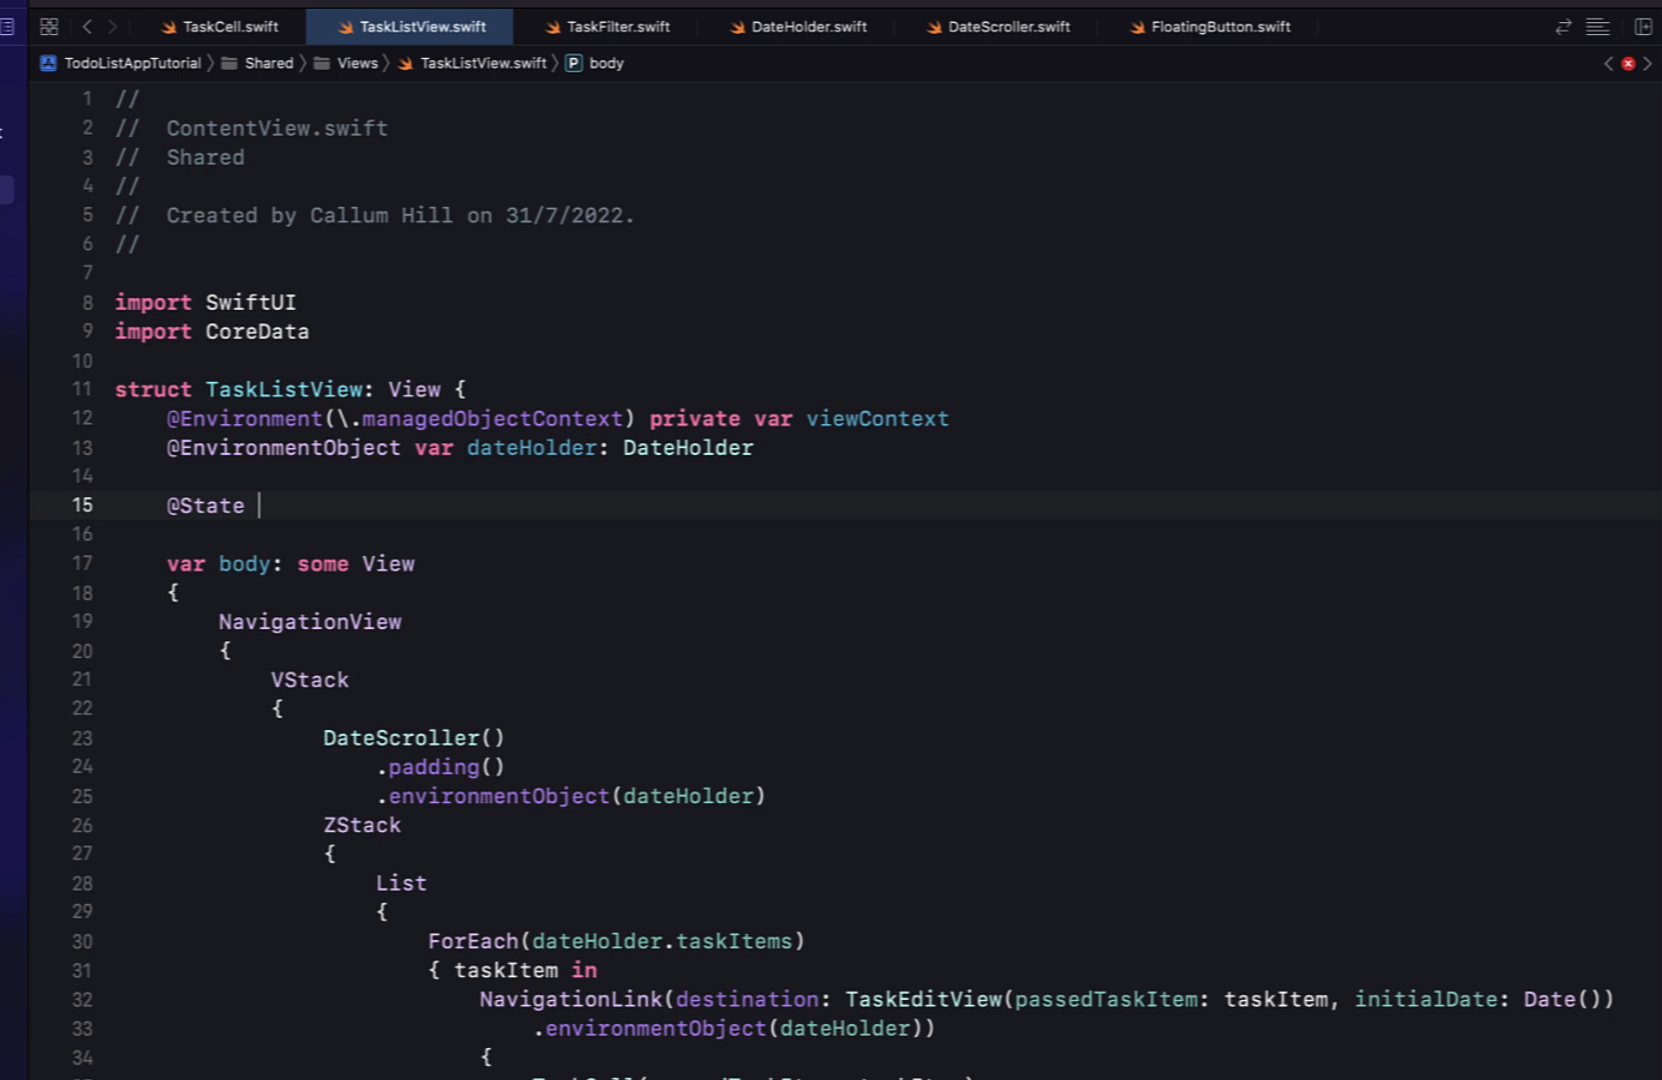 TaskCell.swift TaskListView.swift TaskFilter.swift DateHolder.swift DateScroller.swift FloatingButton.swift
TodoListAppTutorial Shared Views TaskListView.swift P body
1 //
2 // ContentView.swift
3 // Shared
4 //
5 // Created by Callum Hill on 31/7/2022.
6 //
7
8 import SwiftUI
9 import CoreData
10
11 struct TaskListView: View {
12 @Environment(\.managedObjectContext) private var viewContext
13 @EnvironmentObject var dateHolder: DateHolder
14
15 @State
16
17 var body: some View
18 {
19 NavigationView
20 {
21 VStack
22 {
23 DateScroller()
24 .padding()
25 .environmentObject(dateHolder)
26 ZStack
27 {
28 List
29 {
30 ForEach(dateHolder.taskItems)
31 { taskItem in
32 NavigationLink(destination: TaskEditView(passedTaskItem: taskItem, initialDate: Date())
33 .environmentObject(dateHolder))
34 {